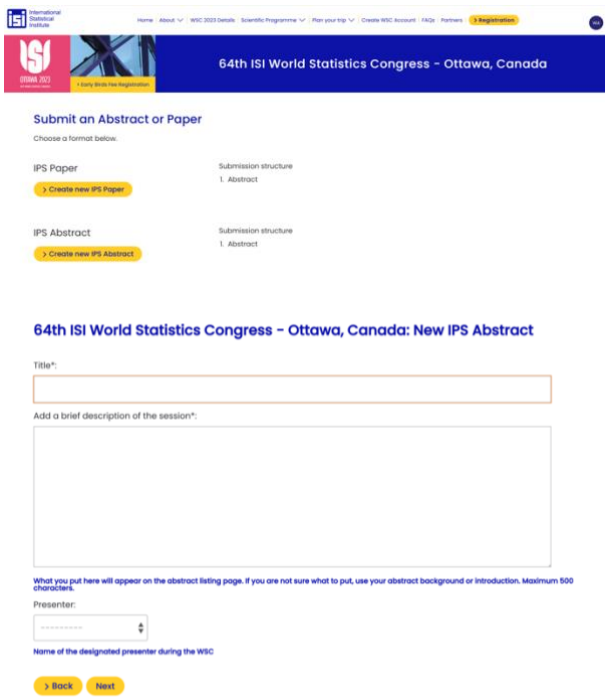 International
Statistical
Institute
Home About WSC 2023 Details Scientific Programme Plan your trip Create WSC Account FAQs Partners > Registration
ISI
OTTAWA 2023
> Early Birds Fee Registration
64th ISI World Statistics Congress - Ottawa, Canada
Submit an Abstract or Paper
Choose a format below.
IPS Paper
Submission structure
1. Abstract
> Create new IPS Paper
IPS Abstract
Submission structure
1. Abstract
> Create new IPS Abstract
64th ISI World Statistics Congress - Ottawa, Canada: New IPS Abstract
Title*:
Add a brief description of the session*:
What you put here will appear on the abstract listing page. If you are not sure what to put, use your abstract background or introduction. Maximum 500
characters.
Presenter:
---------
Name of the designated presenter during the WSC
> Back Next